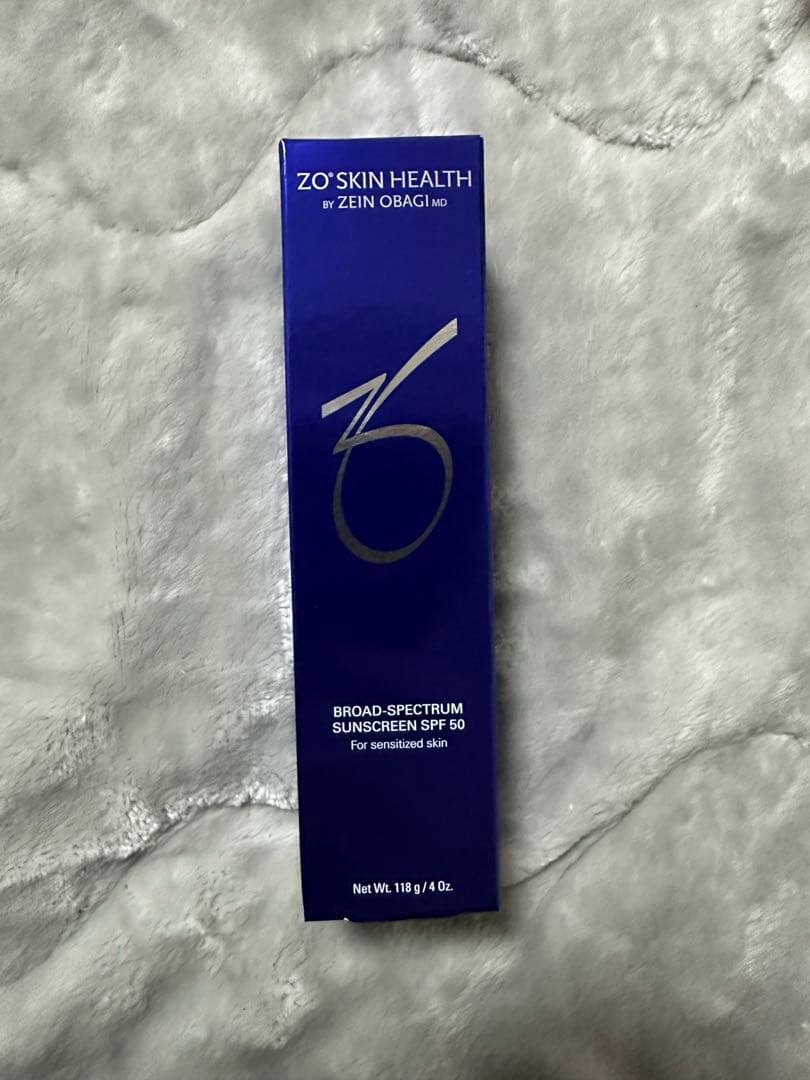 ZO® SKIN HEALTH
BY ZEIN OBAGI MD
ZO
BROAD-SPECTRUM
SUNSCREEN SPF 50
For sensitized skin
Net Wt. 118 g / 4 Oz.